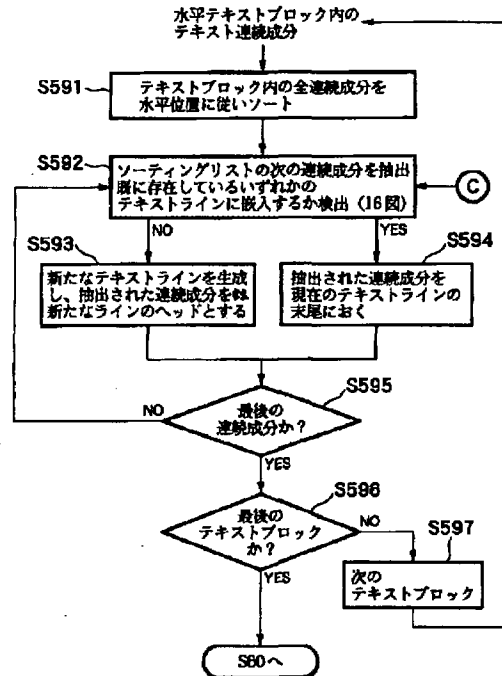 水平テキストブロック内の
テキスト連続成分
S591
テキストブロック内の全連続成分を
水平位置に従いソート
S592
ソーティングリストの次の連続成分を抽出
既に存在しているいずれかの
テキストラインに嵌入するか検出（16図）
C
NO
YES
S593
新たなテキストラインを生成
し、抽出された連続成分を
新たなラインのヘッドとする
S594
抽出された連続成分を
現在のテキストラインの
末尾におく
S595
最後の
連続成分か？
NO
YES
S596
最後の
テキストブロック
か？
NO
YES
S597
次の
テキストブロック
S60へ